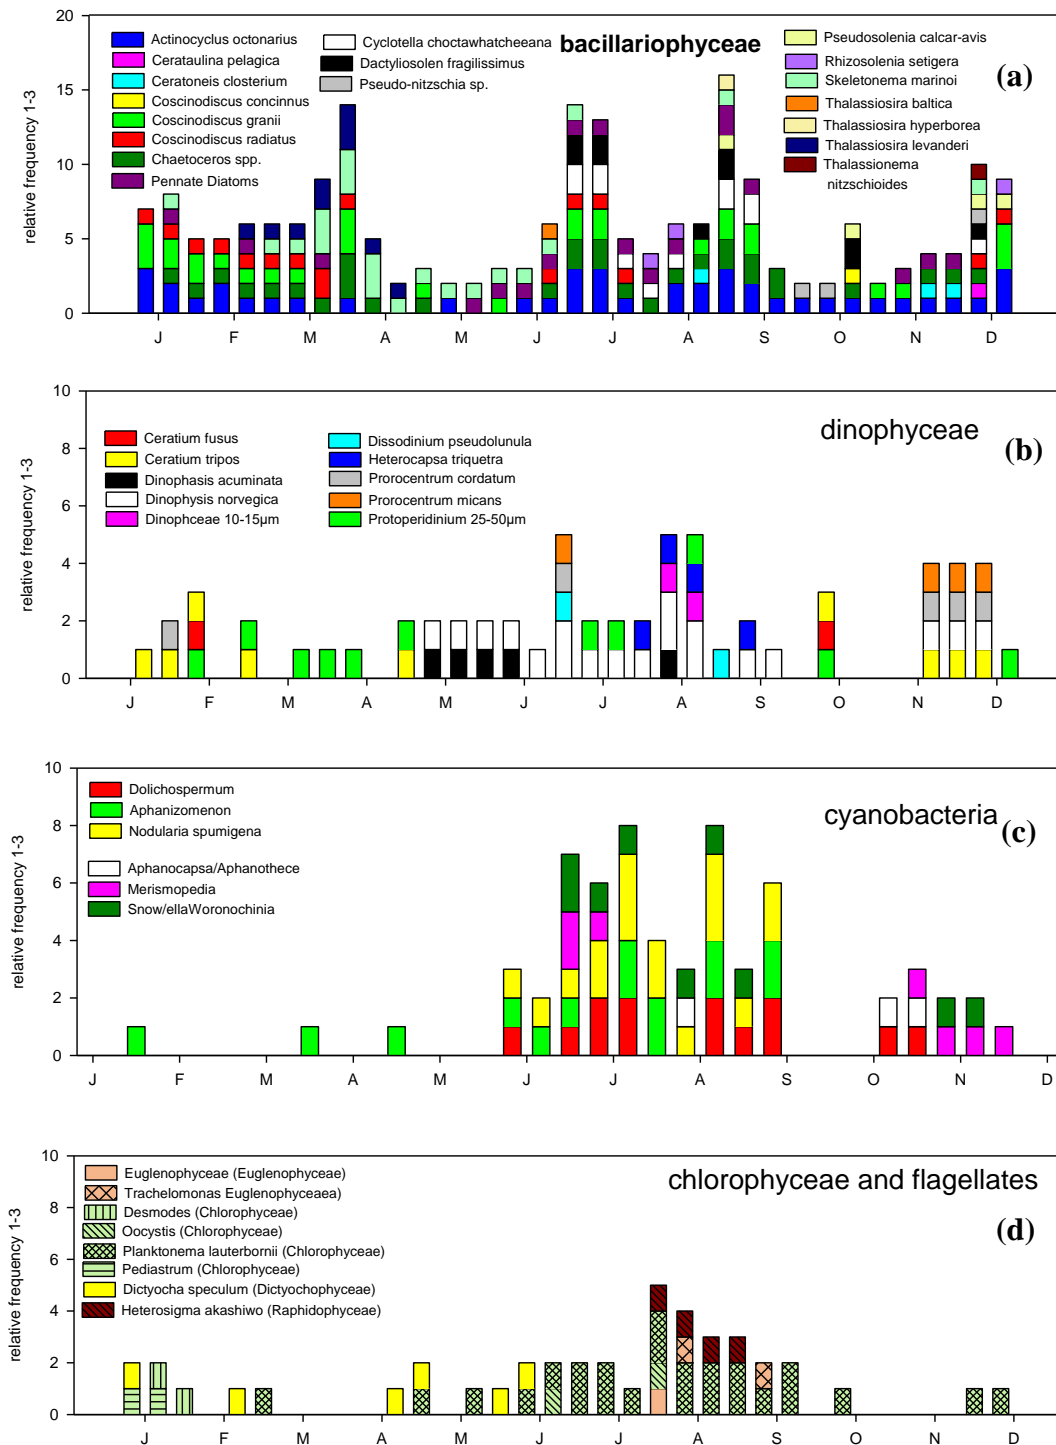 20
15
10
5
0
relative frequency 1-3
Actinocyclus octonarius
Cerataulina pelagica
Ceratoneis closterium
Coscinodiscus concinnus
Coscinodiscus granii
Coscinodiscus radiatus
Chaetoceros spp.
Pennate Diatoms
Cyclotella choctawhatcheeana
Dactyliosolen fragilissimus
Pseudo-nitzschia sp.
bacillariophyceae
Pseudosolenia calcar-avis
Rhizosolenia setigera
Skeletonema marinoi
Thalassiosira baltica
Thalassiosira hyperborea
Thalassiosira levanderi
Thalassionema
nitzschioides
(a)
J F M A M J J A S O N D
10
8
6
4
2
0
relative frequency 1-3
Ceratium fusus
Ceratium tripos
Dinophasis acuminata
Dinophysis norvegica
Dinophceae 10-15µm
Dissodinium pseudolunula
Heterocapsa triquetra
Prorocentrum cordatum
Prorocentrum micans
Protoperidinium 25-50µm
dinophyceae
(b)
J F M A M J J A S O N D
10
8
6
4
2
0
relative frequency 1-3
Dolichospermum
Aphanizomenon
Nodularia spumigena
Aphanocapsa/Aphanothece
Merismopedia
Snow/ellaWoronochinia
cyanobacteria
(c)
J F M A M J J A S O N D
10
8
6
4
2
0
relative frequency 1-3
Euglenophyceae (Euglenophyceae)
Trachelomonas Euglenophyceaea)
Desmodes (Chlorophyceae)
Oocystis (Chlorophyceae)
Planktonema lauterbornii (Chlorophyceae)
Pediastrum (Chlorophyceae)
Dictyocha speculum (Dictyochophyceae)
Heterosigma akashiwo (Raphidophyceae)
chlorophyceae and flagellates
(d)
J F M A M J J A S O N D